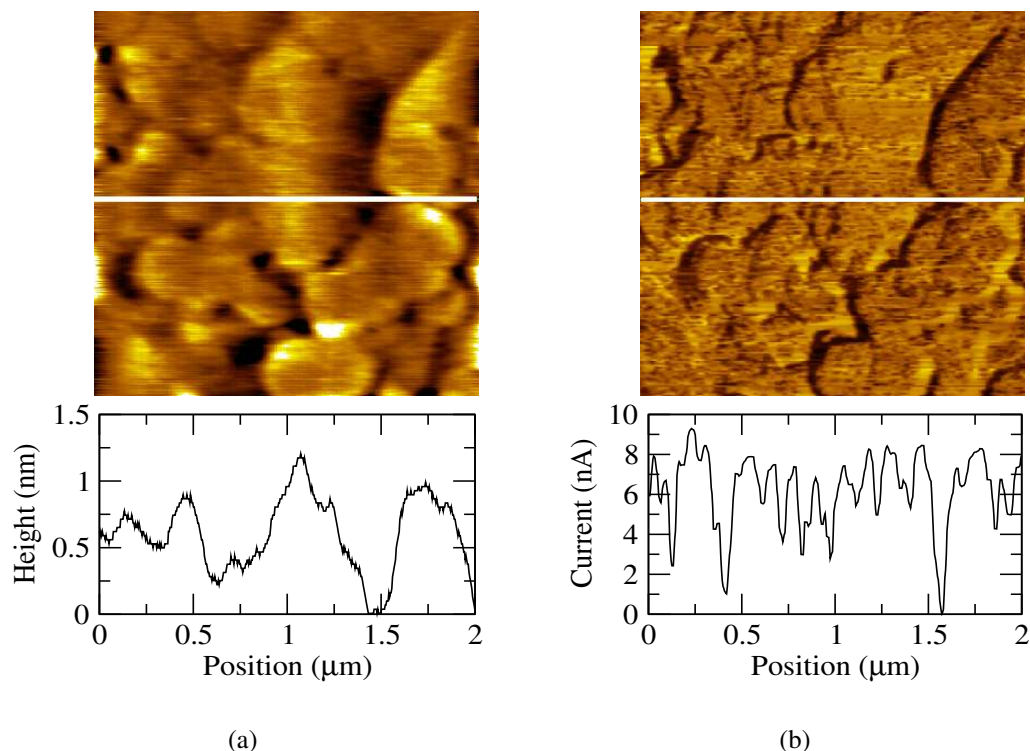 1.5
1
0.5
0
Height (nm)
0 0.5 1 1.5 2
Position (μm)
(a)
10
8
6
4
2
0
Current (nA)
0 0.5 1 1.5 2
Position (μm)
(b)